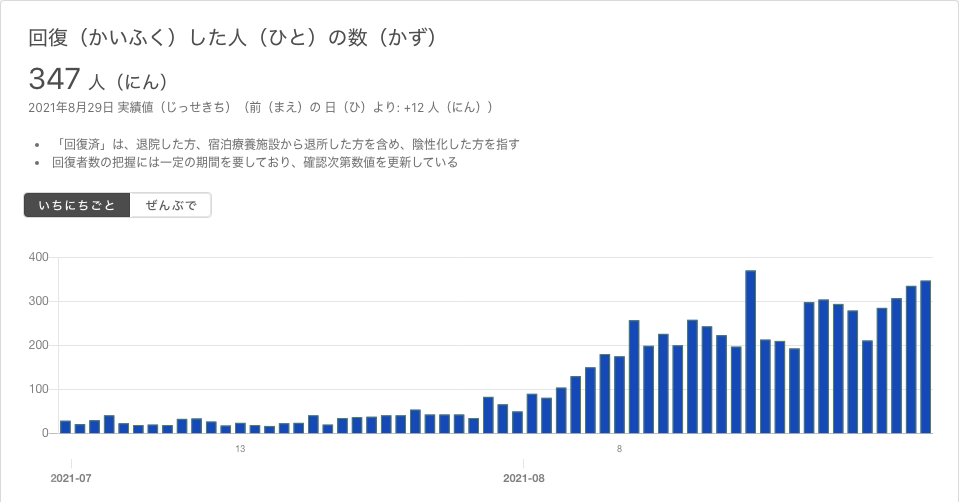 回復（かいふく）した人（ひと）の数（かず）
347 人（にん）
2021年8月29日 実績値（じっせきち）（前（まえ）の 日（ひ）より: +12 人（にん））
• 「回復済」は、退院した方、宿泊療養施設から退所した方を含め、陰性化した方を指す
• 回復者数の把握には一定の期間を要しており、確認次第数値を更新している
いちにちごと ぜんぶで
400
300
200
100
0
13 8
2021-07 2021-08